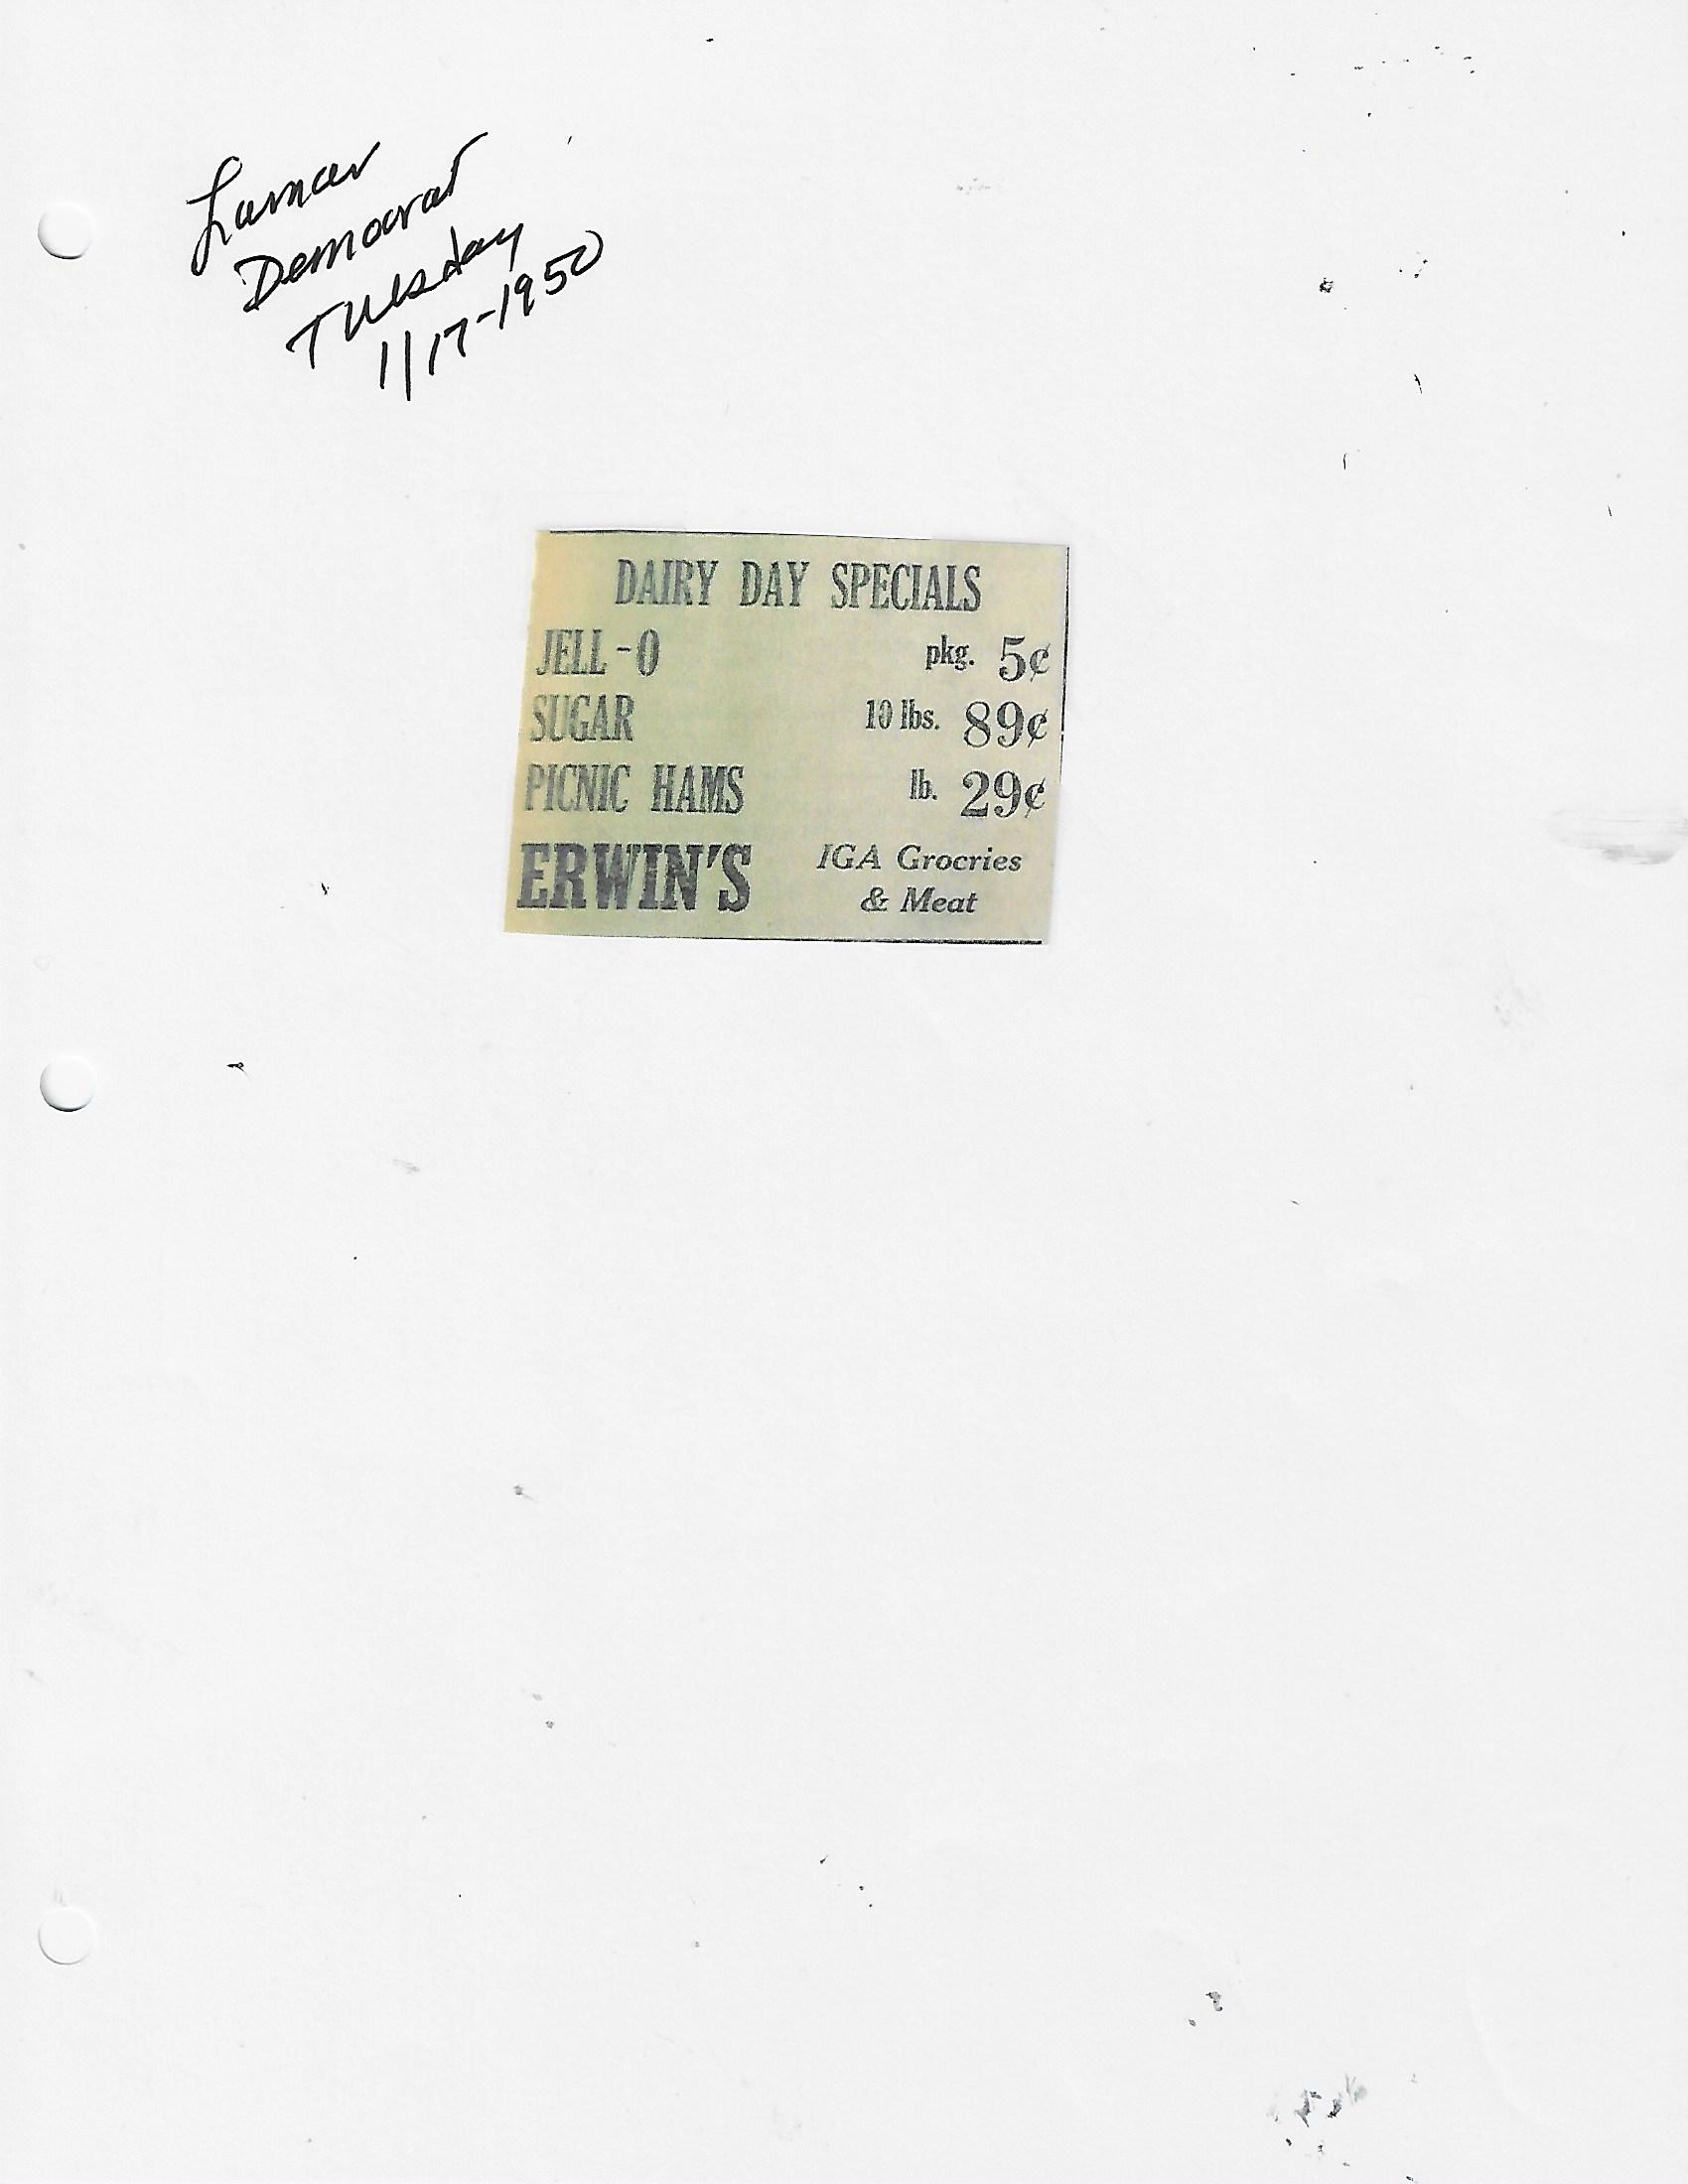 Lamar
Democrat
Tuesday
1/17-1950
DAIRY DAY SPECIALS
JELL-O pkg. 5¢
SUGAR 10 lbs. 89¢
PICNIC HAMS lb. 29¢
ERWIN'S IGA Grocries
& Meat